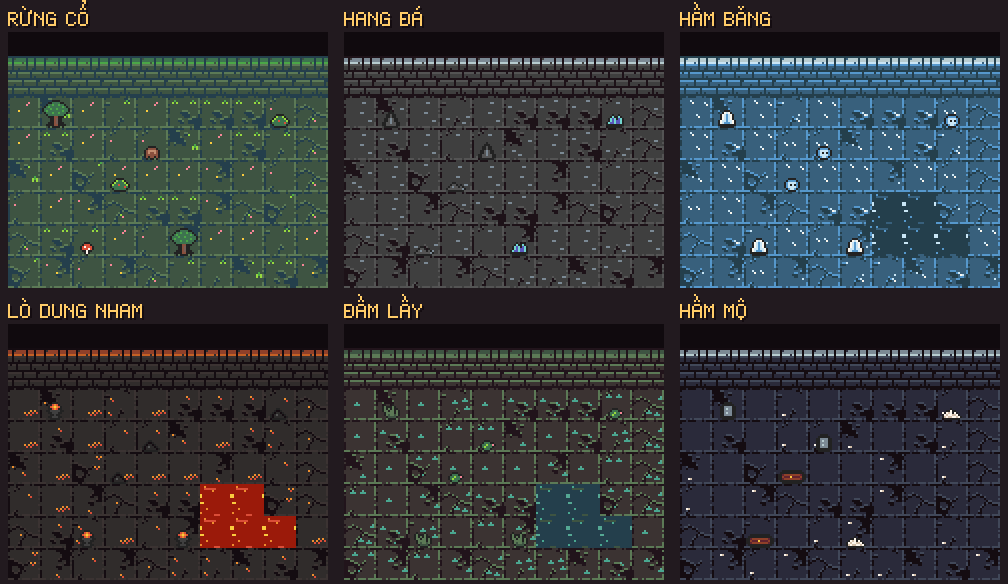 RỪNG CỔ
HANG ĐÁ
HẦM BĂNG
LÒ DUNG NHAM
ĐẦM LẦY
HẦM MỘ